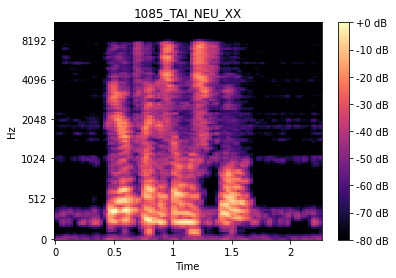 1085_TAI_NEU_XX
Hz
8192
4096
2048
1024
512
0
0 0.5 1 1.5 2
Time
+0 dB
-10 dB
-20 dB
-30 dB
-40 dB
-50 dB
-60 dB
-70 dB
-80 dB